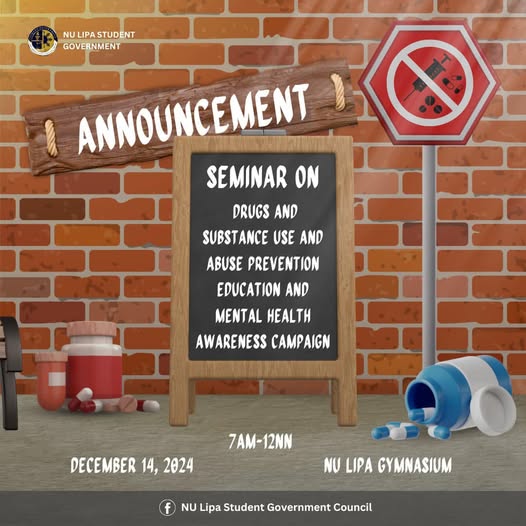 NU LIPA STUDENT
GOVERNMENT
ANNOUNCEMENT
SEMINAR ON
DRUGS AND
SUBSTANCE USE AND
ABUSE PREVENTION
EDUCATION AND
MENTAL HEALTH
AWARENESS CAMPAIGN
7AM-12NN
DECEMBER 14, 2024
NU LIPA GYMNASIUM
NU Lipa Student Government Council